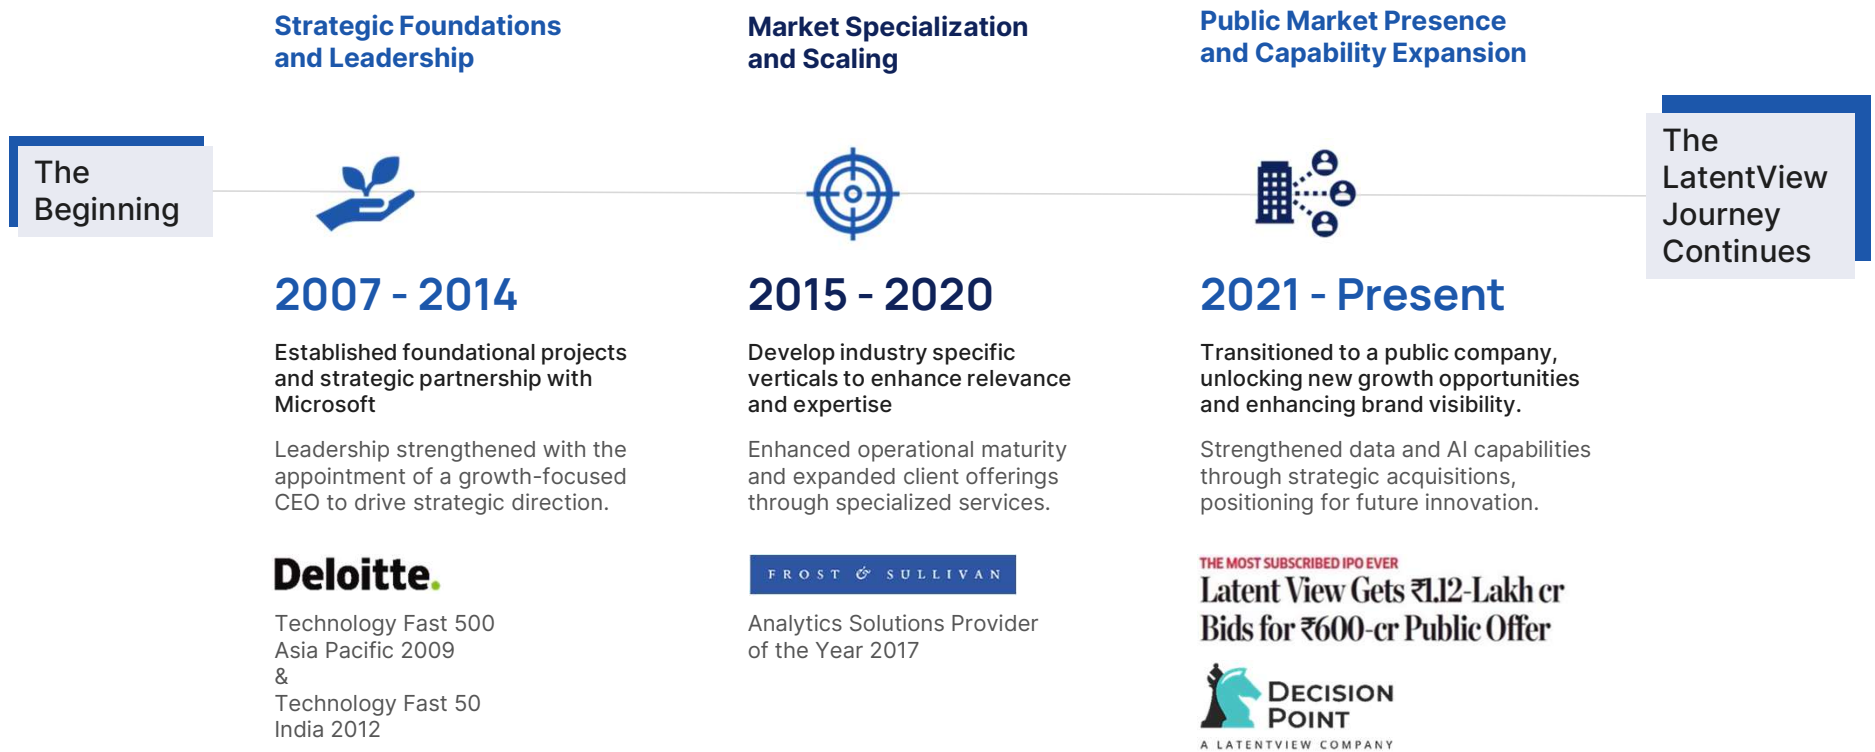 Strategic Foundations
and Leadership
Market Specialization
and Scaling
Public Market Presence
and Capability Expansion
The
Beginning
The
LatentView
Journey
Continues
2007 - 2014
Established foundational projects
and strategic partnership with
Microsoft
Leadership strengthened with the
appointment of a growth-focused
CEO to drive strategic direction.
Deloitte.
Technology Fast 500
Asia Pacific 2009
&
Technology Fast 50
India 2012
2015 - 2020
Develop industry specific
verticals to enhance relevance
and expertise
Enhanced operational maturity
and expanded client offerings
through specialized services.
FROST & SULLIVAN
Analytics Solutions Provider
of the Year 2017
2021 - Present
Transitioned to a public company,
unlocking new growth opportunities
and enhancing brand visibility.
Strengthened data and AI capabilities
through strategic acquisitions,
positioning for future innovation.
THE MOST SUBSCRIBED IPO EVER
Latent View Gets ₹1.12-Lakh cr
Bids for ₹600-cr Public Offer
DECISION
POINT
A LATENTVIEW COMPANY